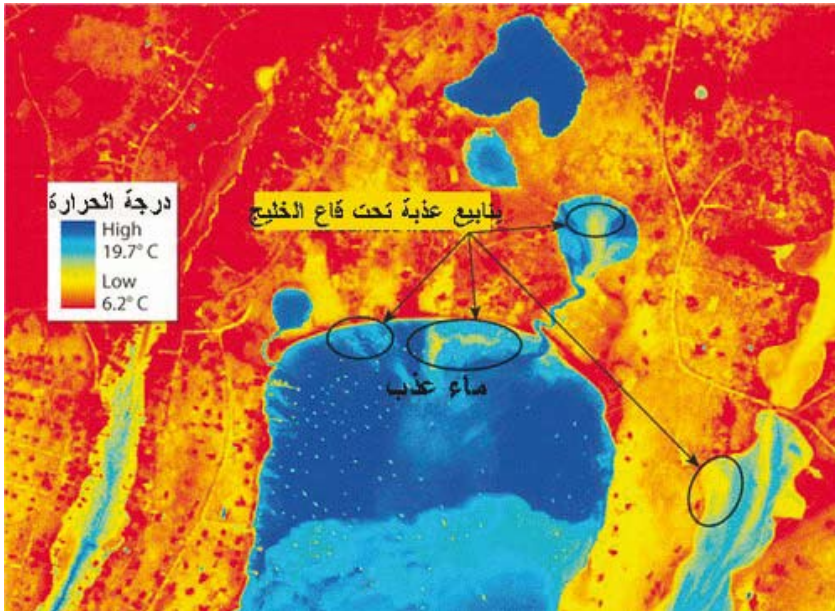 درجة الحرارة
High
19.7° C
Low
6.2° C
ينابيع عذبة تحت قاع الخليج
ماء عذب